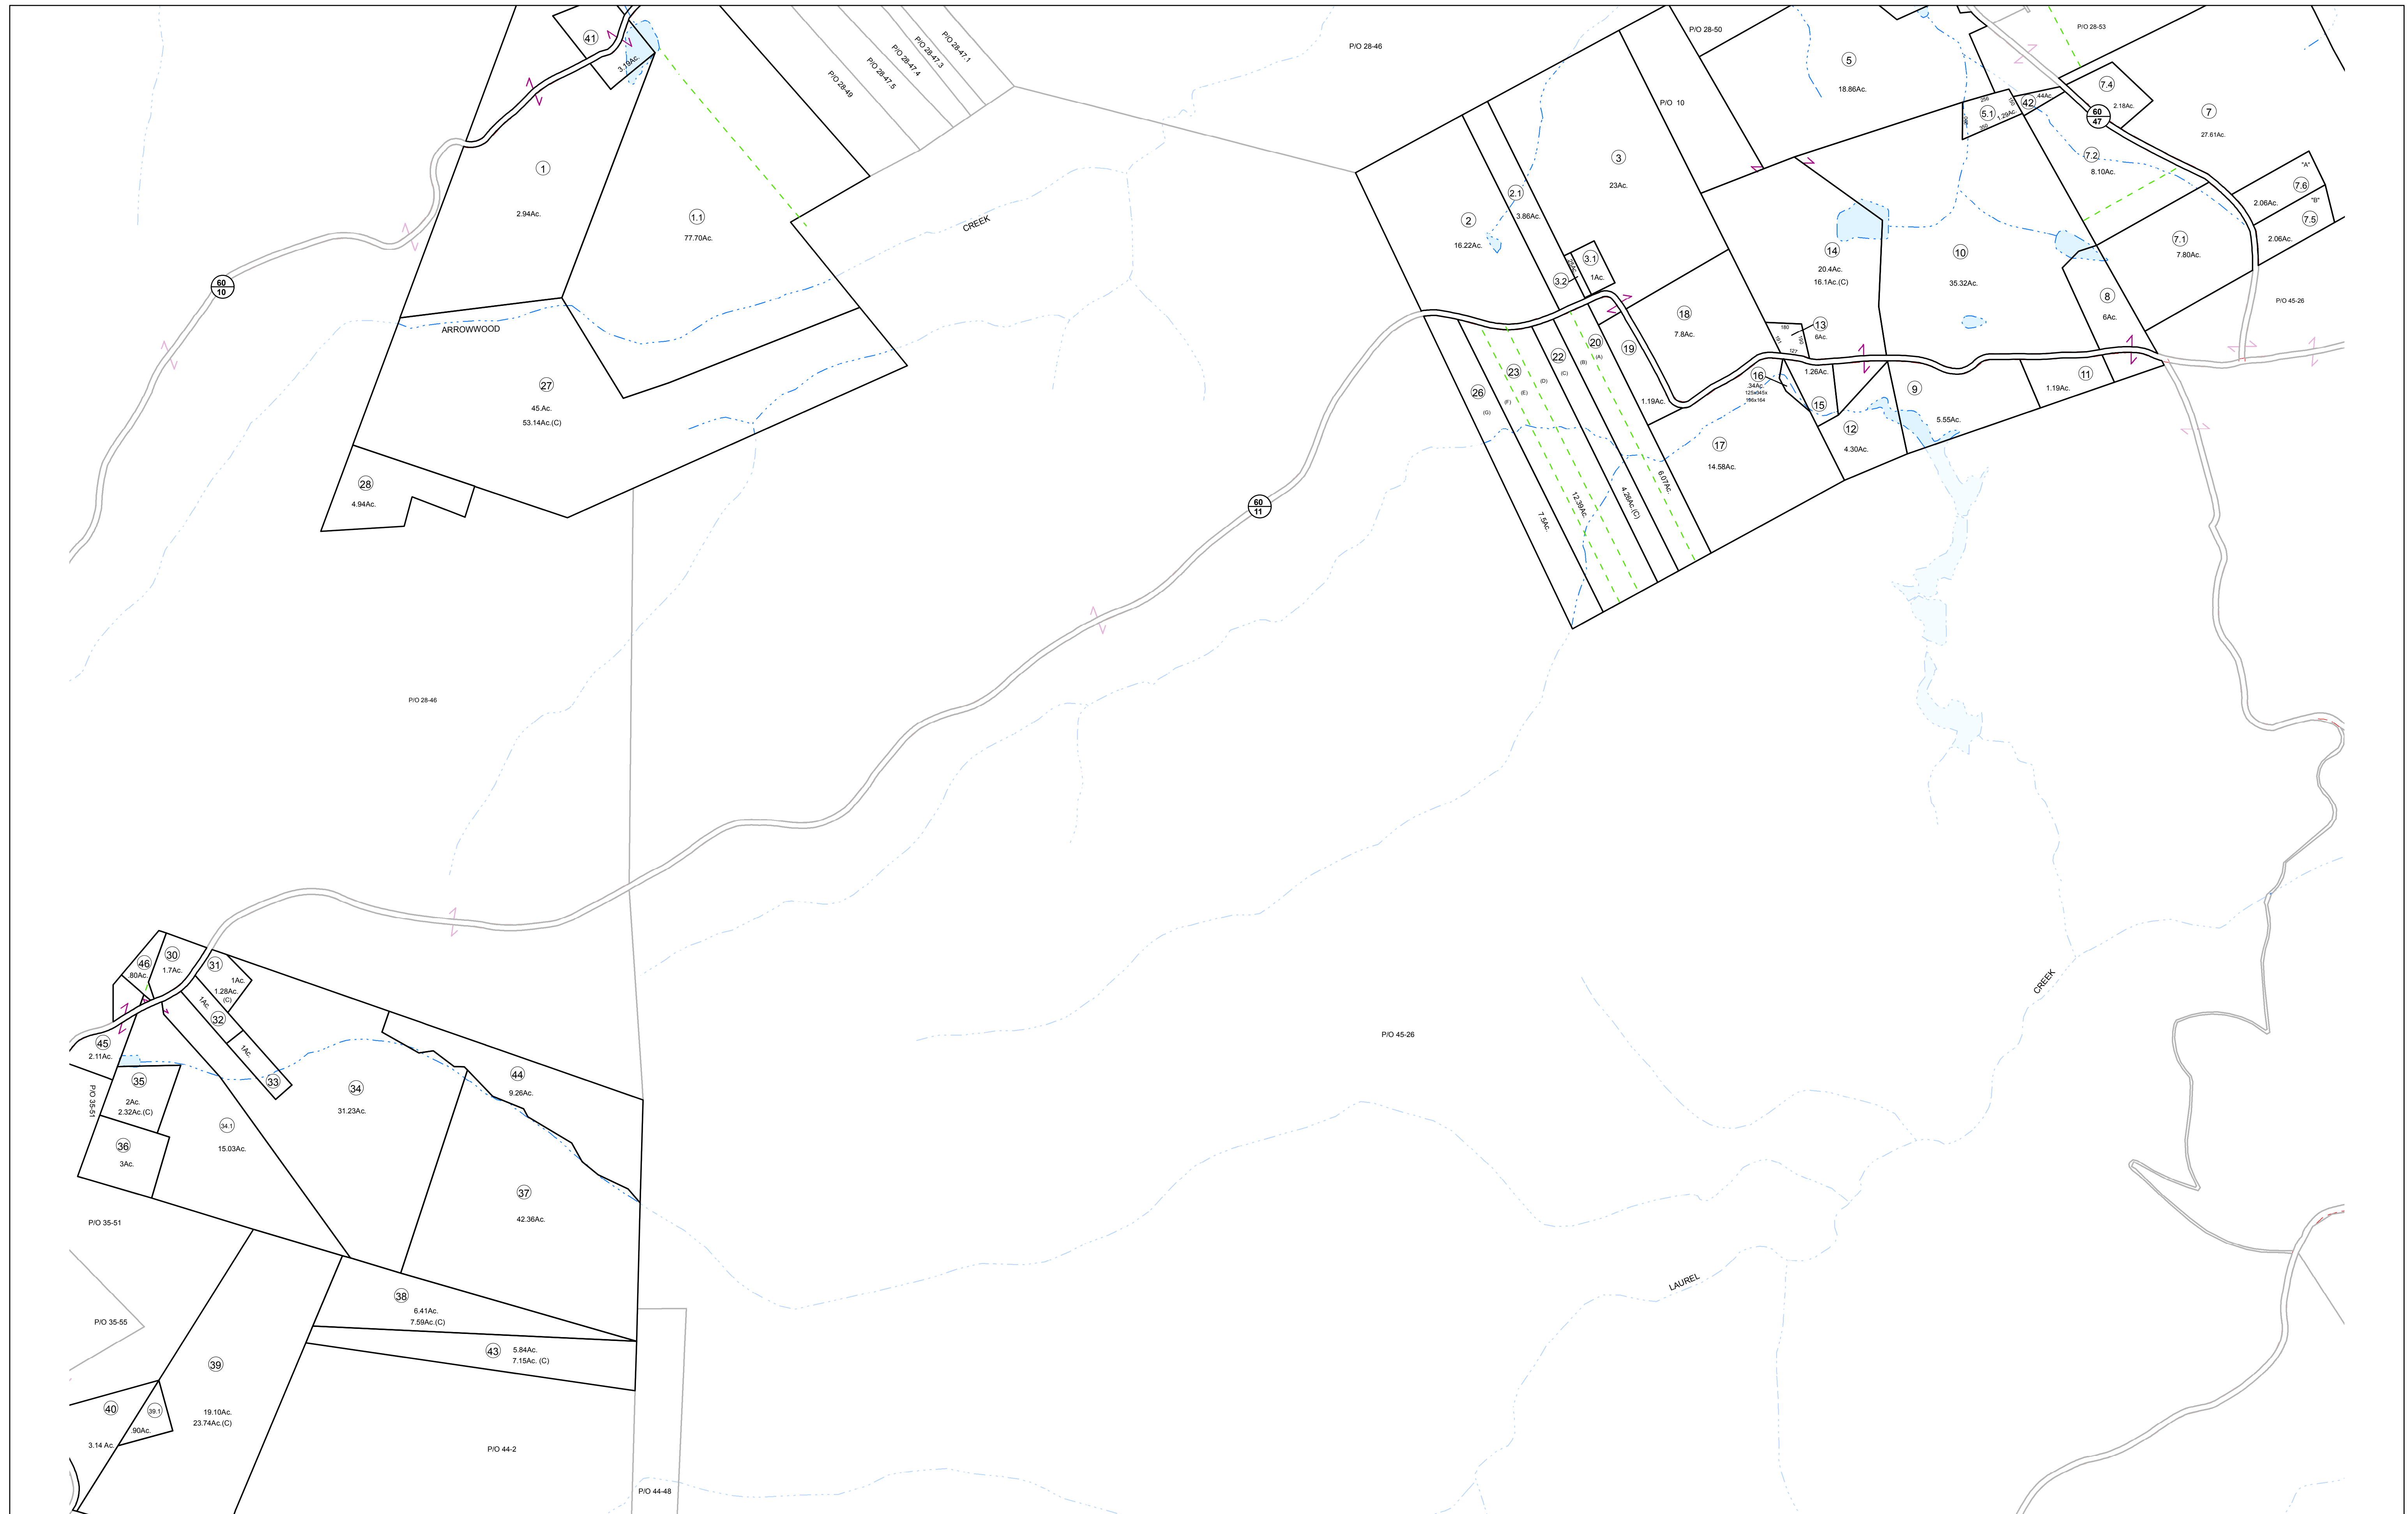 41
3.19Ac.
P/O 28-49
P/O 28-47.5
P/O 28-47.4
P/O 28-47.3
P/O 28-47.1
P/O 28-46
P/O 28-50
P/O 28-53
5
18.86Ac.
P/O 10
5.1
1.29Ac.
350
42
.44Ac.
7.4
2.18Ac.
60
47
7
27.61Ac.
1
2.94Ac.
1.1
77.70Ac.
CREEK
2
16.22Ac.
2.1
3.86Ac.
3
23Ac.
3.1
1Ac.
3.2
7.2
8.10Ac.
"A"
7.6
2.06Ac.
"B"
7.5
2.06Ac.
7.1
7.80Ac.
14
20.4Ac.
16.1Ac.(C)
10
35.32Ac.
8
6Ac.
P/O 45-26
60
10
ARROWWOOD
18
7.8Ac.
13
6Ac.
180
191
190
127
27
45.Ac.
53.14Ac.(C)
26
(G)
7.5Ac.
23
(F)
(E)
(D)
12.39Ac.
22
(C)
(B)
4.26Ac.(C)
20
(A)
6.07Ac.
19
1.19Ac.
16
.34Ac.
1.26Ac.
15
9
5.55Ac.
11
1.19Ac.
12
4.30Ac.
17
14.58Ac.
28
4.94Ac.
60
11
P/O 28-46
46
.80Ac.
30
1.7Ac.
31
1Ac.
1.28Ac.
(C)
1Ac.
32
1Ac.
33
45
2.11Ac.
P/O 35-51
35
2Ac.
2.32Ac.(C)
36
3Ac.
34.1
15.03Ac.
34
31.23Ac.
44
9.26Ac.
37
42.36Ac.
CREEK
P/O 45-26
P/O 35-51
LAUREL
38
6.41Ac.
7.59Ac.(C)
P/O 35-55
43
5.84Ac.
7.15Ac. (C)
39
19.10Ac.
23.74Ac.(C)
40
3.14 Ac.
39.1
.90Ac.
P/O 44-2
P/O 44-48